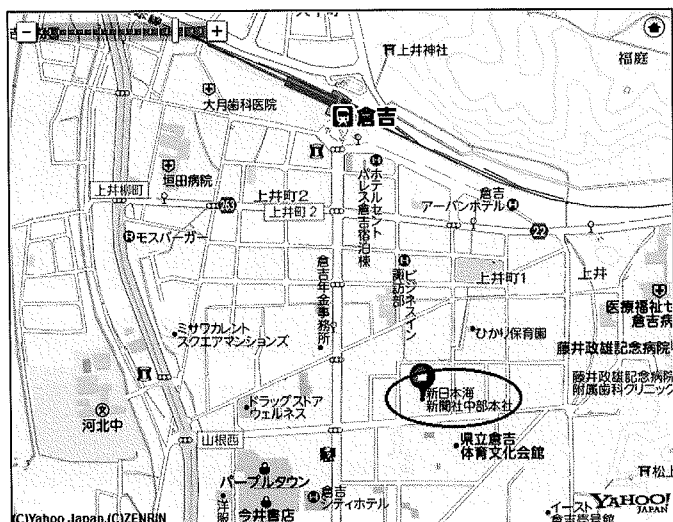 上井神社
福庭
大月歯科医院
倉吉
垣田病院
上井柳町
上井町2
263
上井町2
モスバーガー
ホテルセント
パレス倉吉宿泊棟
倉吉
アーバンホテル
22
倉吉年金事務所
ビジネスイン
諏訪部
上井町1
上井
医療福祉セ
倉吉病
ミサワカレント
スクエアマンションズ
ひかり保育園
藤井政雄記念病院
藤井政雄記念病院
附属歯科クリニック
新日本海
新聞社中部本社
ドラッグストア
ウェルネス
河北中
山根西
県立倉吉
体育文化会館
パープルタウン
今井書店
洋服
倉吉
シティホテル
松上
イースト
YAHOO!
JAPAN
(C)Yahoo Japan,(C)ZENRIN